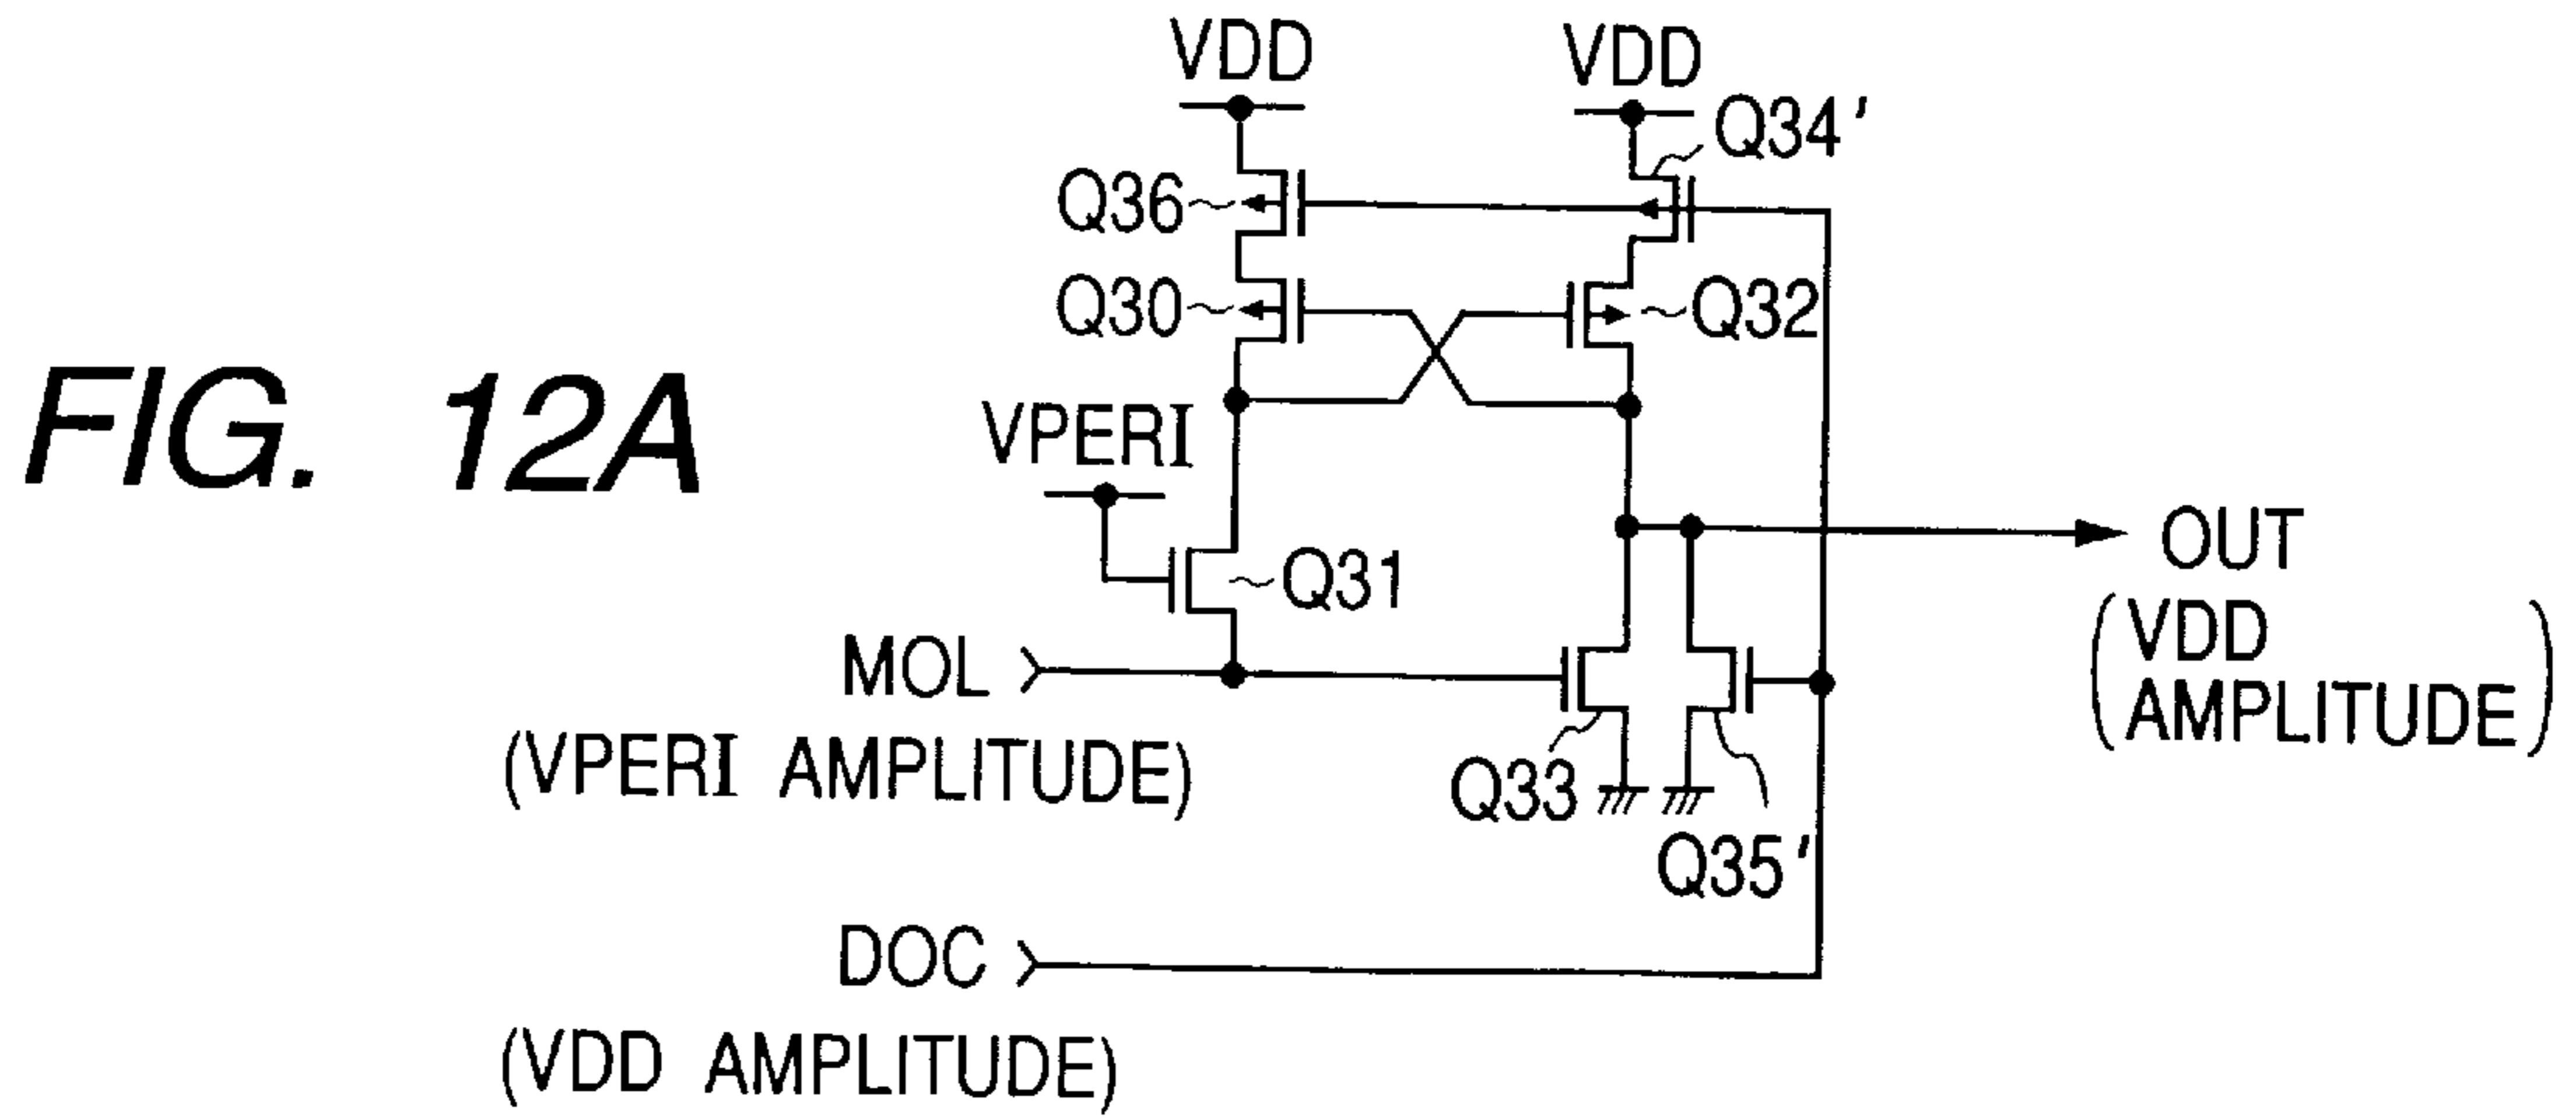 FIG. 12A
VDD
VDD
Q34'
Q36
Q30
Q32
VPERI
Q31
OUT
(VDD
AMPLITUDE)
MOL
(VPERI AMPLITUDE)
Q33
Q35'
DOC
(VDD AMPLITUDE)